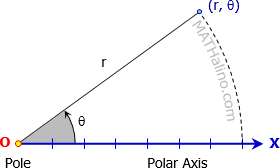 (r, θ)
r
MATHalino.com
θ
O
x
Pole
Polar Axis